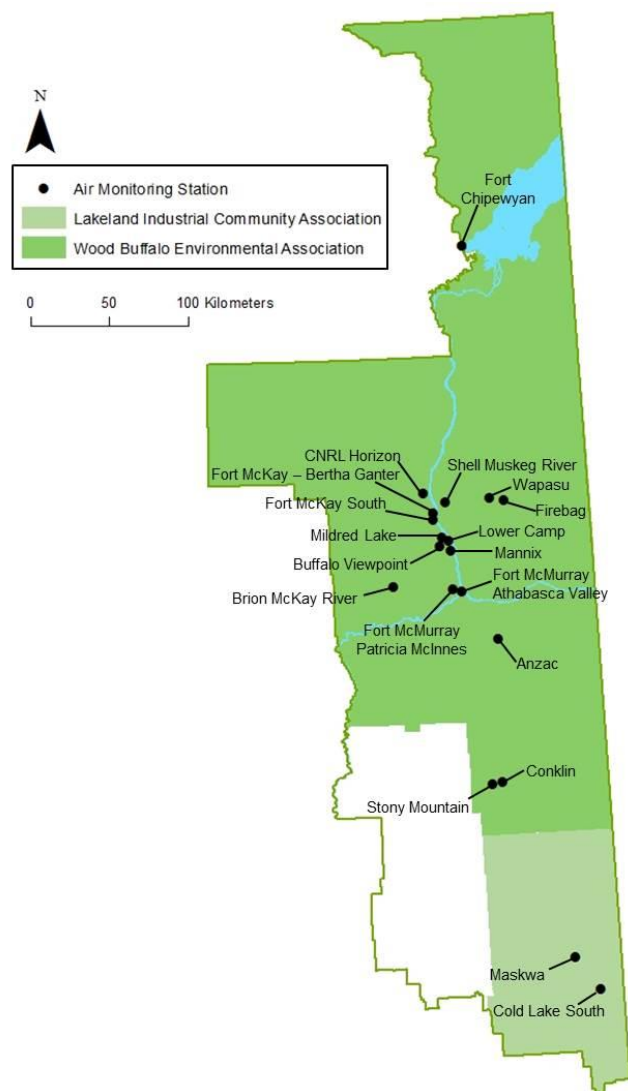 N
Air Monitoring Station
Lakeland Industrial Community Association
Wood Buffalo Environmental Association
0 50 100 Kilometers
Fort
Chipewyan
CNRL Horizon
Fort McKay – Bertha Ganter
Fort McKay South
Shell Muskeg River
Wapasu
Firebag
Mildred Lake
Lower Camp
Mannix
Buffalo Viewpoint
Brion McKay River
Fort McMurray
Athabasca Valley
Fort McMurray
Patricia McInnes
Anzac
Conklin
Stony Mountain
Maskwa
Cold Lake South